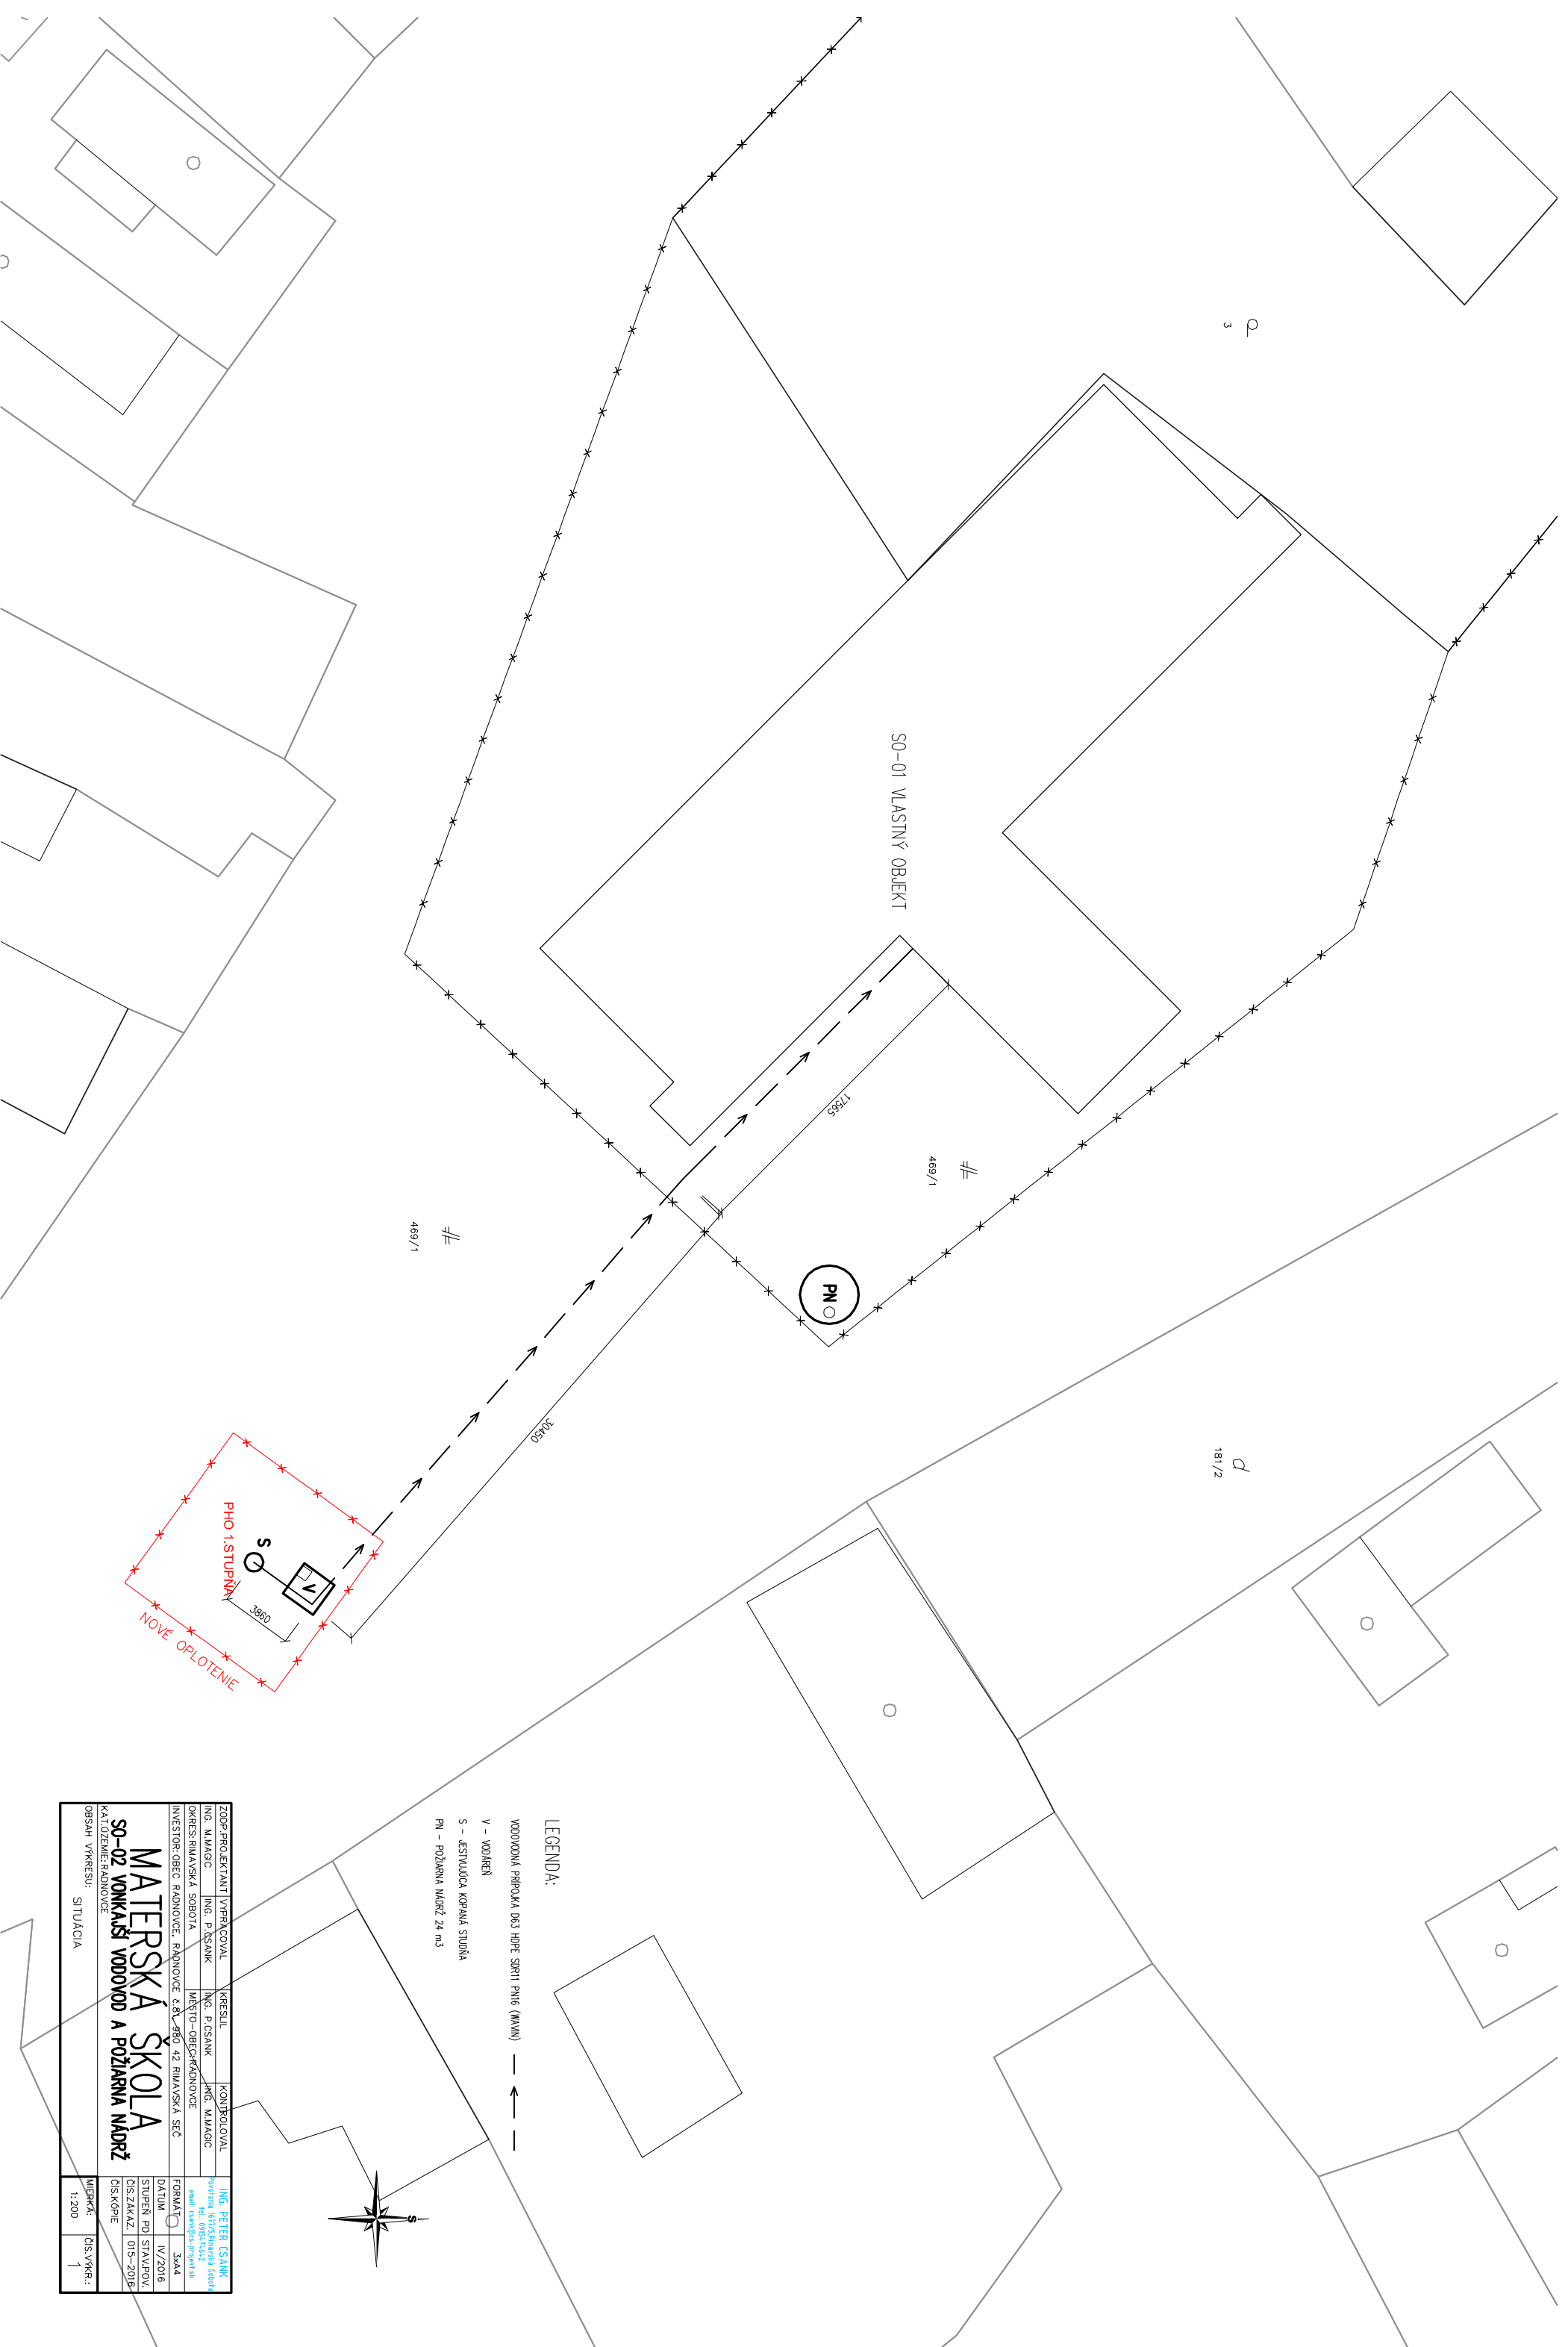 3
SO-01 VLASTNÝ OBJEKT
17565
469/1
469/1
PN
30450
181/2
PHO 1.STUPŇA
S
V
3860
NOVÉ OPLOTENIE
LEGENDA:
VODOVODNÁ PRÍPOJKA D63 HDPE SDR11 PN16 (WAVIN)
V - VODÁREŇ
S - JESTVUJÚCA KOPANÁ STUDŇA
PN - POŽIARNA NÁDRŽ 24 m3
S
ZODP.PROJEKTANT VYPRACOVAL KRESLIL KONTROLOVAL
ING. M.MAGIC ING. P.CSANK ING. P.CSANK ING. M.MAGIC
OKRES:RIMAVSKÁ SOBOTA MESTO-OBEC:RADNOVCE
INVESTOR:OBEC RADNOVCE, RADNOVCE č.81, 980 42 RIMAVSKÁ SEČ
MATERSKÁ ŠKOLA
SO-02 VONKAJŠÍ VODOVOD A POŽIARNA NÁDRŽ
KAT.ÚZEMIE:RADNOVCE
OBSAH VÝKRESU:
SITUÁCIA
ING. PETER CSANK
FORMÁT 3xA4
DÁTUM IV/2016
STUPEŇ PD STAV.POV.
ČÍS.ZÁKAZ. 015-2016
ČÍS.KÓPIE
MIERKA: ČÍS.VÝKR.:
1:200 1